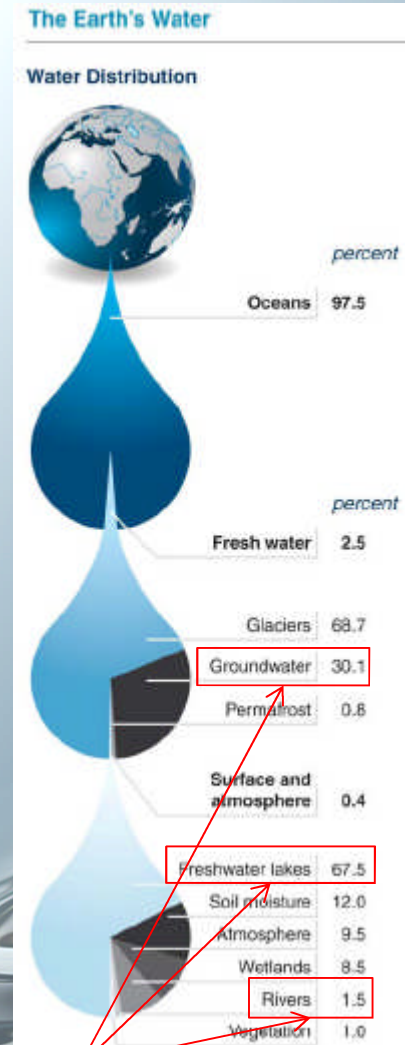 The Earth's Water
Water Distribution
percent
Oceans 97.5
percent
Fresh water 2.5
Glaciers 68.7
Groundwater 30.1
Permafrost 0.8
Surface and
atmosphere 0.4
Freshwater lakes 67.5
Soil moisture 12.0
Atmosphere 9.5
Wetlands 8.5
Rivers 1.5
Vegetation 1.0